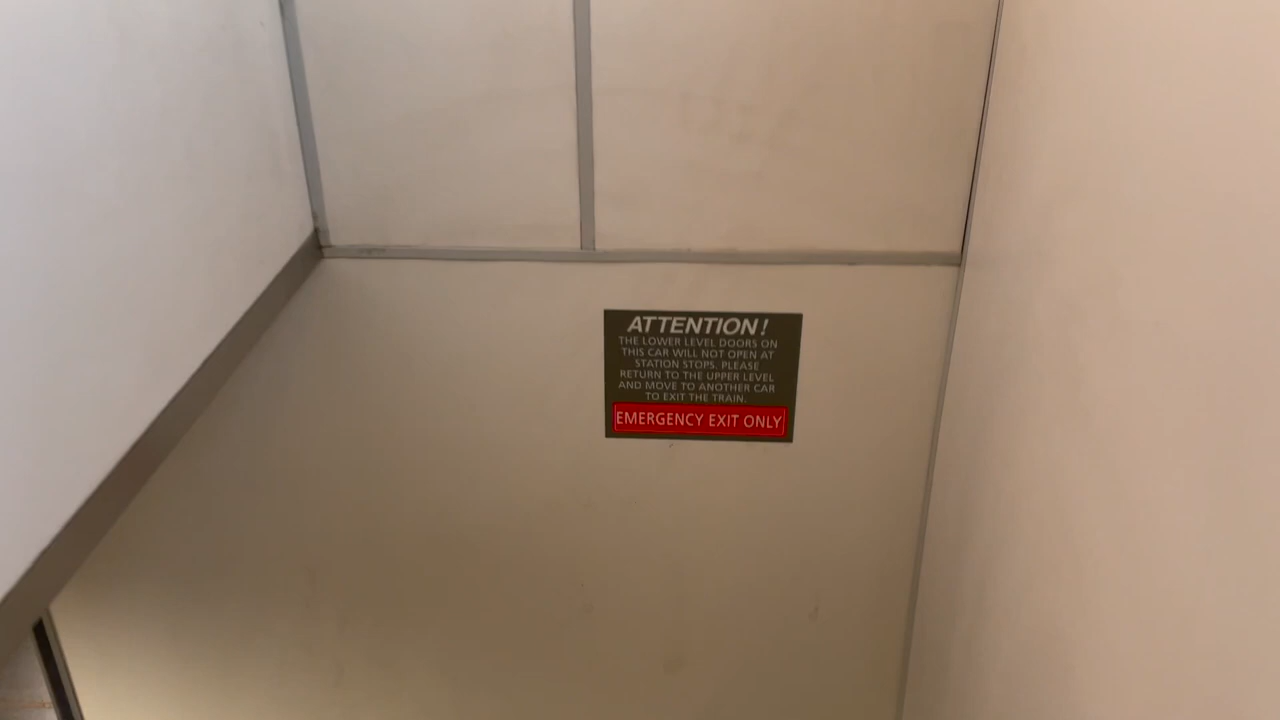 ATTENTION!
THE LOWER LEVEL DOORS ON
THIS CAR WILL NOT OPEN AT
STATION STOPS. PLEASE
RETURN TO THE UPPER LEVEL
AND MOVE TO ANOTHER CAR
TO EXIT THE TRAIN.
EMERGENCY EXIT ONLY